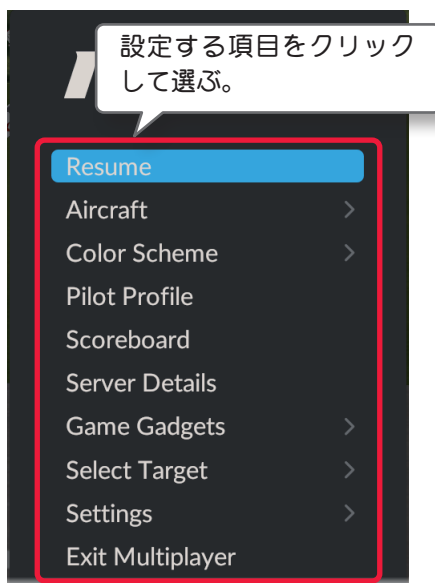 設定する項目をクリック
して選ぶ。
Resume
Aircraft
Color Scheme
Pilot Profile
Scoreboard
Server Details
Game Gadgets
Select Target
Settings
Exit Multiplayer